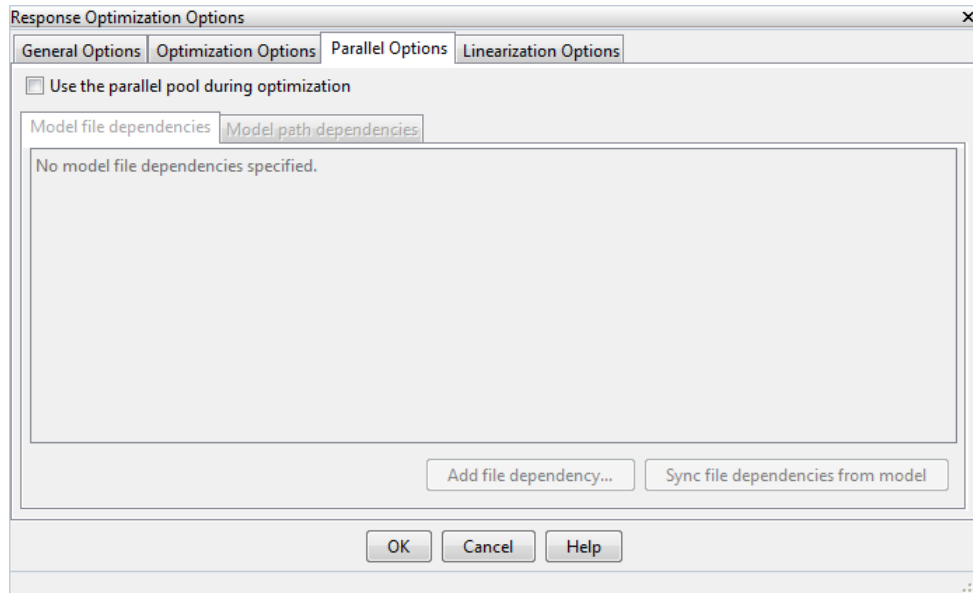 Response Optimization Options
General Options Optimization Options Parallel Options Linearization Options
Use the parallel pool during optimization
Model file dependencies Model path dependencies
No model file dependencies specified.
Add file dependency... Sync file dependencies from model
OK Cancel Help